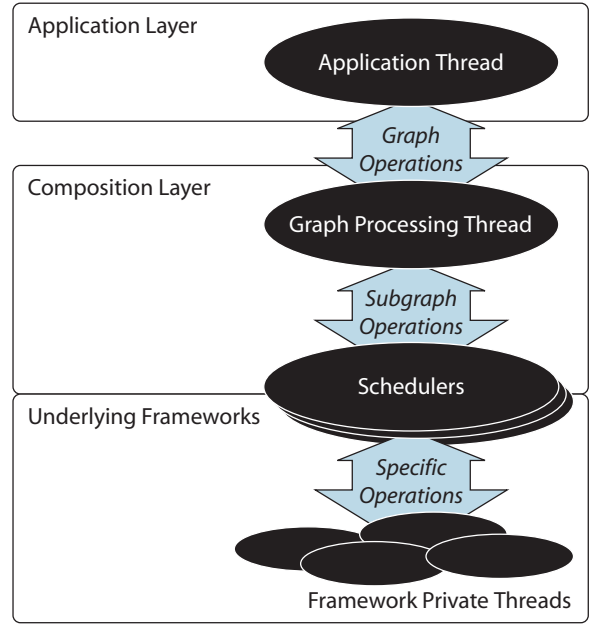 Application Layer
Application Thread
Graph
Operations
Composition Layer
Graph Processing Thread
Subgraph
Operations
Schedulers
Underlying Frameworks
Specific
Operations
Framework Private Threads